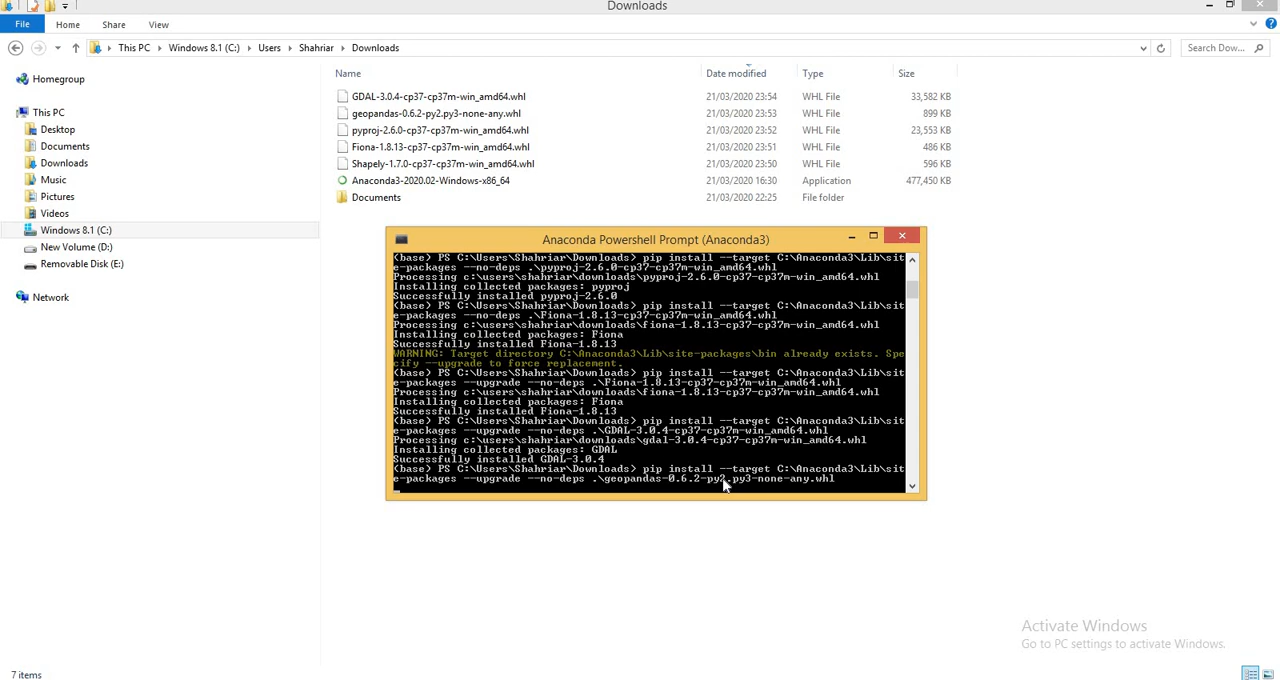 Downloads
File Home Share View
This PC Windows 8.1 (C:) Users Shahriar Downloads
Search Dow...
Homegroup
This PC
Desktop
Documents
Downloads
Music
Pictures
Videos
Windows 8.1 (C:)
New Volume (D:)
Removable Disk (E:)
Network
Name Date modified Type Size
GDAL-3.0.4-cp37-cp37m-win_amd64.whl 21/03/2020 23:54 WHL File 33,582 KB
geopandas-0.6.2-py2.py3-none-any.whl 21/03/2020 23:53 WHL File 899 KB
pyproj-2.6.0-cp37-cp37m-win_amd64.whl 21/03/2020 23:52 WHL File 23,553 KB
Fiona-1.8.13-cp37-cp37m-win_amd64.whl 21/03/2020 23:51 WHL File 486 KB
Shapely-1.7.0-cp37-cp37m-win_amd64.whl 21/03/2020 23:50 WHL File 596 KB
Anaconda3-2020.02-Windows-x86_64 21/03/2020 16:30 Application 477,450 KB
Documents 21/03/2020 22:25 File folder
Anaconda Powershell Prompt (Anaconda3)
(base) PS C:\Users\Shahriar\Downloads> pip install --target C:\Anaconda3\Lib\sit
e-packages --no-deps .\pyproj-2.6.0-cp37-cp37m-win_amd64.whl
Processing c:\users\shahriar\downloads\pyproj-2.6.0-cp37-cp37m-win_amd64.whl
Installing collected packages: pyproj
Successfully installed pyproj-2.6.0
(base) PS C:\Users\Shahriar\Downloads> pip install --target C:\Anaconda3\Lib\sit
e-packages --no-deps .\Fiona-1.8.13-cp37-cp37m-win_amd64.whl
Processing c:\users\shahriar\downloads\fiona-1.8.13-cp37-cp37m-win_amd64.whl
Installing collected packages: Fiona
Successfully installed Fiona-1.8.13
WARNING: Target directory C:\Anaconda3\Lib\site-packages\bin already exists. Spe
cify --upgrade to force replacement.
(base) PS C:\Users\Shahriar\Downloads> pip install --target C:\Anaconda3\Lib\sit
e-packages --upgrade --no-deps .\Fiona-1.8.13-cp37-cp37m-win_amd64.whl
Processing c:\users\shahriar\downloads\fiona-1.8.13-cp37-cp37m-win_amd64.whl
Installing collected packages: Fiona
Successfully installed Fiona-1.8.13
(base) PS C:\Users\Shahriar\Downloads> pip install --target C:\Anaconda3\Lib\sit
e-packages --upgrade --no-deps .\GDAL-3.0.4-cp37-cp37m-win_amd64.whl
Processing c:\users\shahriar\downloads\gdal-3.0.4-cp37-cp37m-win_amd64.whl
Installing collected packages: GDAL
Successfully installed GDAL-3.0.4
(base) PS C:\Users\Shahriar\Downloads> pip install --target C:\Anaconda3\Lib\sit
e-packages --upgrade --no-deps .\geopandas-0.6.2-py2.py3-none-any.whl
Activate Windows
Go to PC settings to activate Windows.
7 items